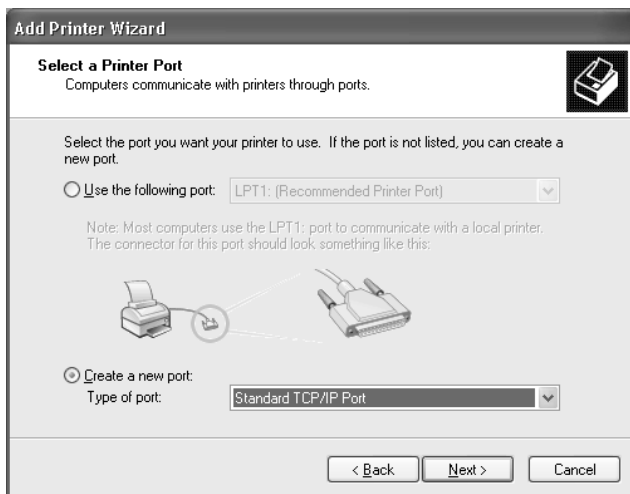 Add Printer Wizard
Select a Printer Port
Computers communicate with printers through ports.
Select the port you want your printer to use. If the port is not listed, you can create a
new port.
Use the following port: LPT1: (Recommended Printer Port)
Note: Most computers use the LPT1: port to communicate with a local printer.
The connector for this port should look something like this:
Create a new port:
Type of port: Standard TCP/IP Port
< Back Next > Cancel